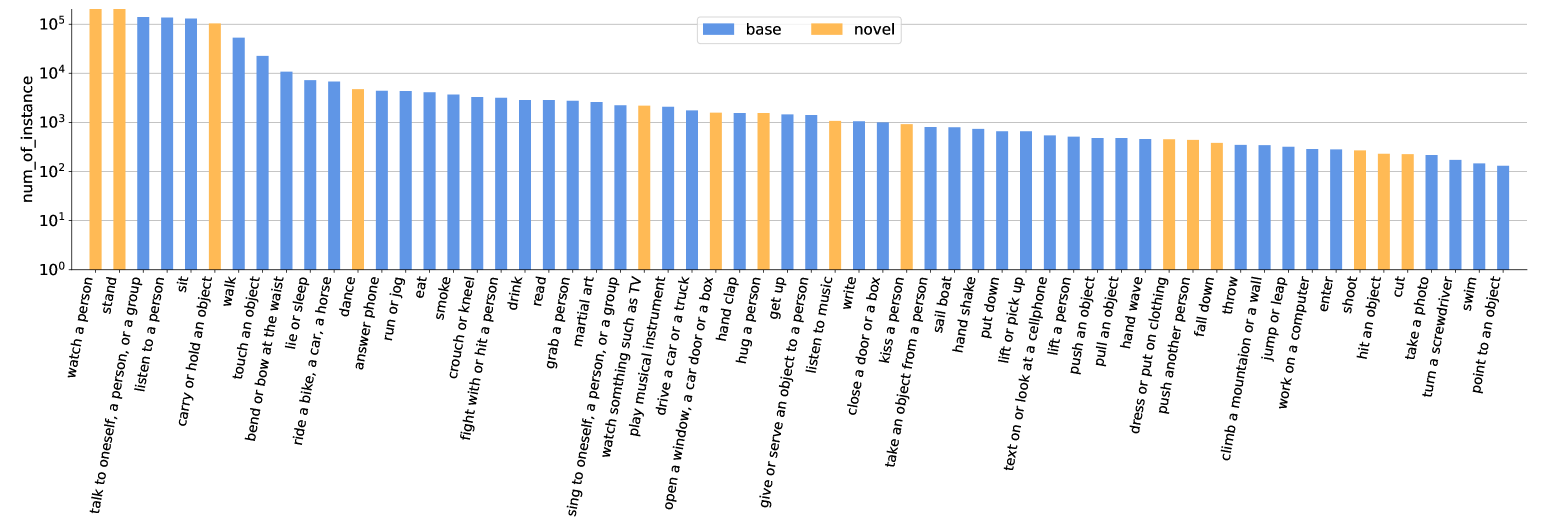 base novel
num_of_instance
10^5
10^4
10^3
10^2
10^1
10^0
watch a person
stand
talk to oneself, a person, or a group
listen to a person
sit
carry or hold an object
walk
touch an object
bend or bow at the waist
lie or sleep
ride a bike, a car, a horse
dance
answer phone
run or jog
eat
smoke
crouch or kneel
fight with or hit a person
drink
read
grab a person
martial art
sing to oneself, a person, or a group
watch somthing such as TV
play musical instrument
drive a car or a truck
open a window, a car door or a box
hand clap
hug a person
get up
give or serve an object to a person
listen to music
write
close a door or a box
kiss a person
take an object from a person
sail boat
hand shake
put down
lift or pick up
text on or look at a cellphone
lift a person
push an object
pull an object
hand wave
dress or put on clothing
push another person
fall down
throw
climb a mountaion or a wall
jump or leap
work on a computer
enter
shoot
hit an object
cut
take a photo
turn a screwdriver
swim
point to an object